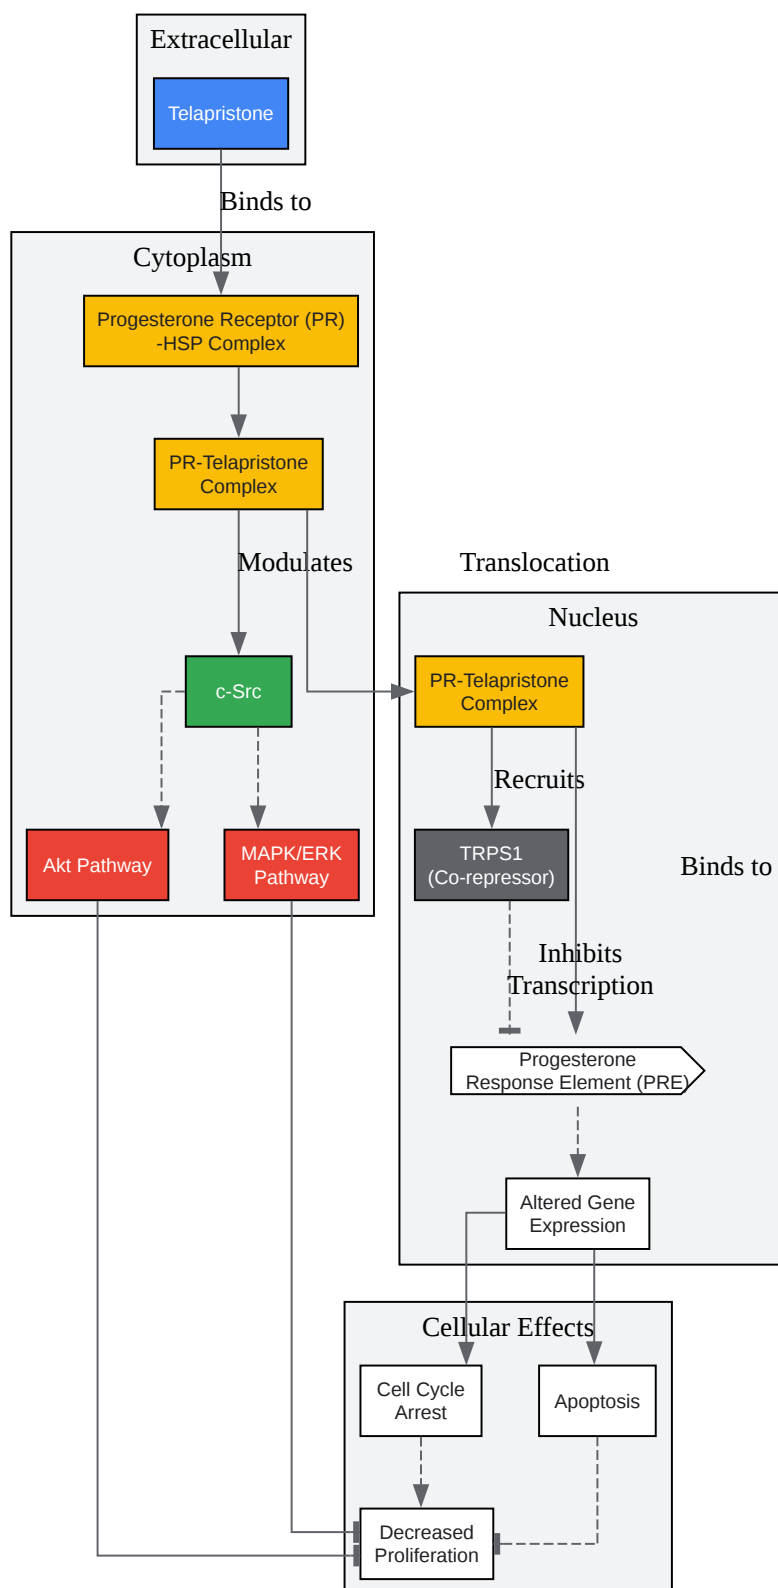 Extracellular
Telapristone
Binds to
Cytoplasm
Progesterone Receptor (PR)
-HSP Complex
PR-Telapristone
Complex
Modulates
Translocation
Nucleus
c-Src
PR-Telapristone
Complex
Recruits
Akt Pathway
MAPK/ERK
Pathway
TRPS1
(Co-repressor)
Binds to
Inhibits
Transcription
Progesterone
Response Element (PRE)
Altered Gene
Expression
Cellular Effects
Cell Cycle
Arrest
Apoptosis
Decreased
Proliferation